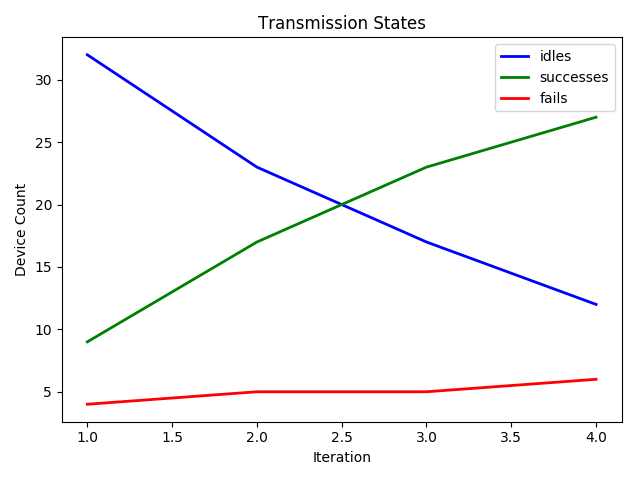 Transmission States
idles
successes
fails
Device Count
30
25
20
15
10
5
1.0 1.5 2.0 2.5 3.0 3.5 4.0
Iteration